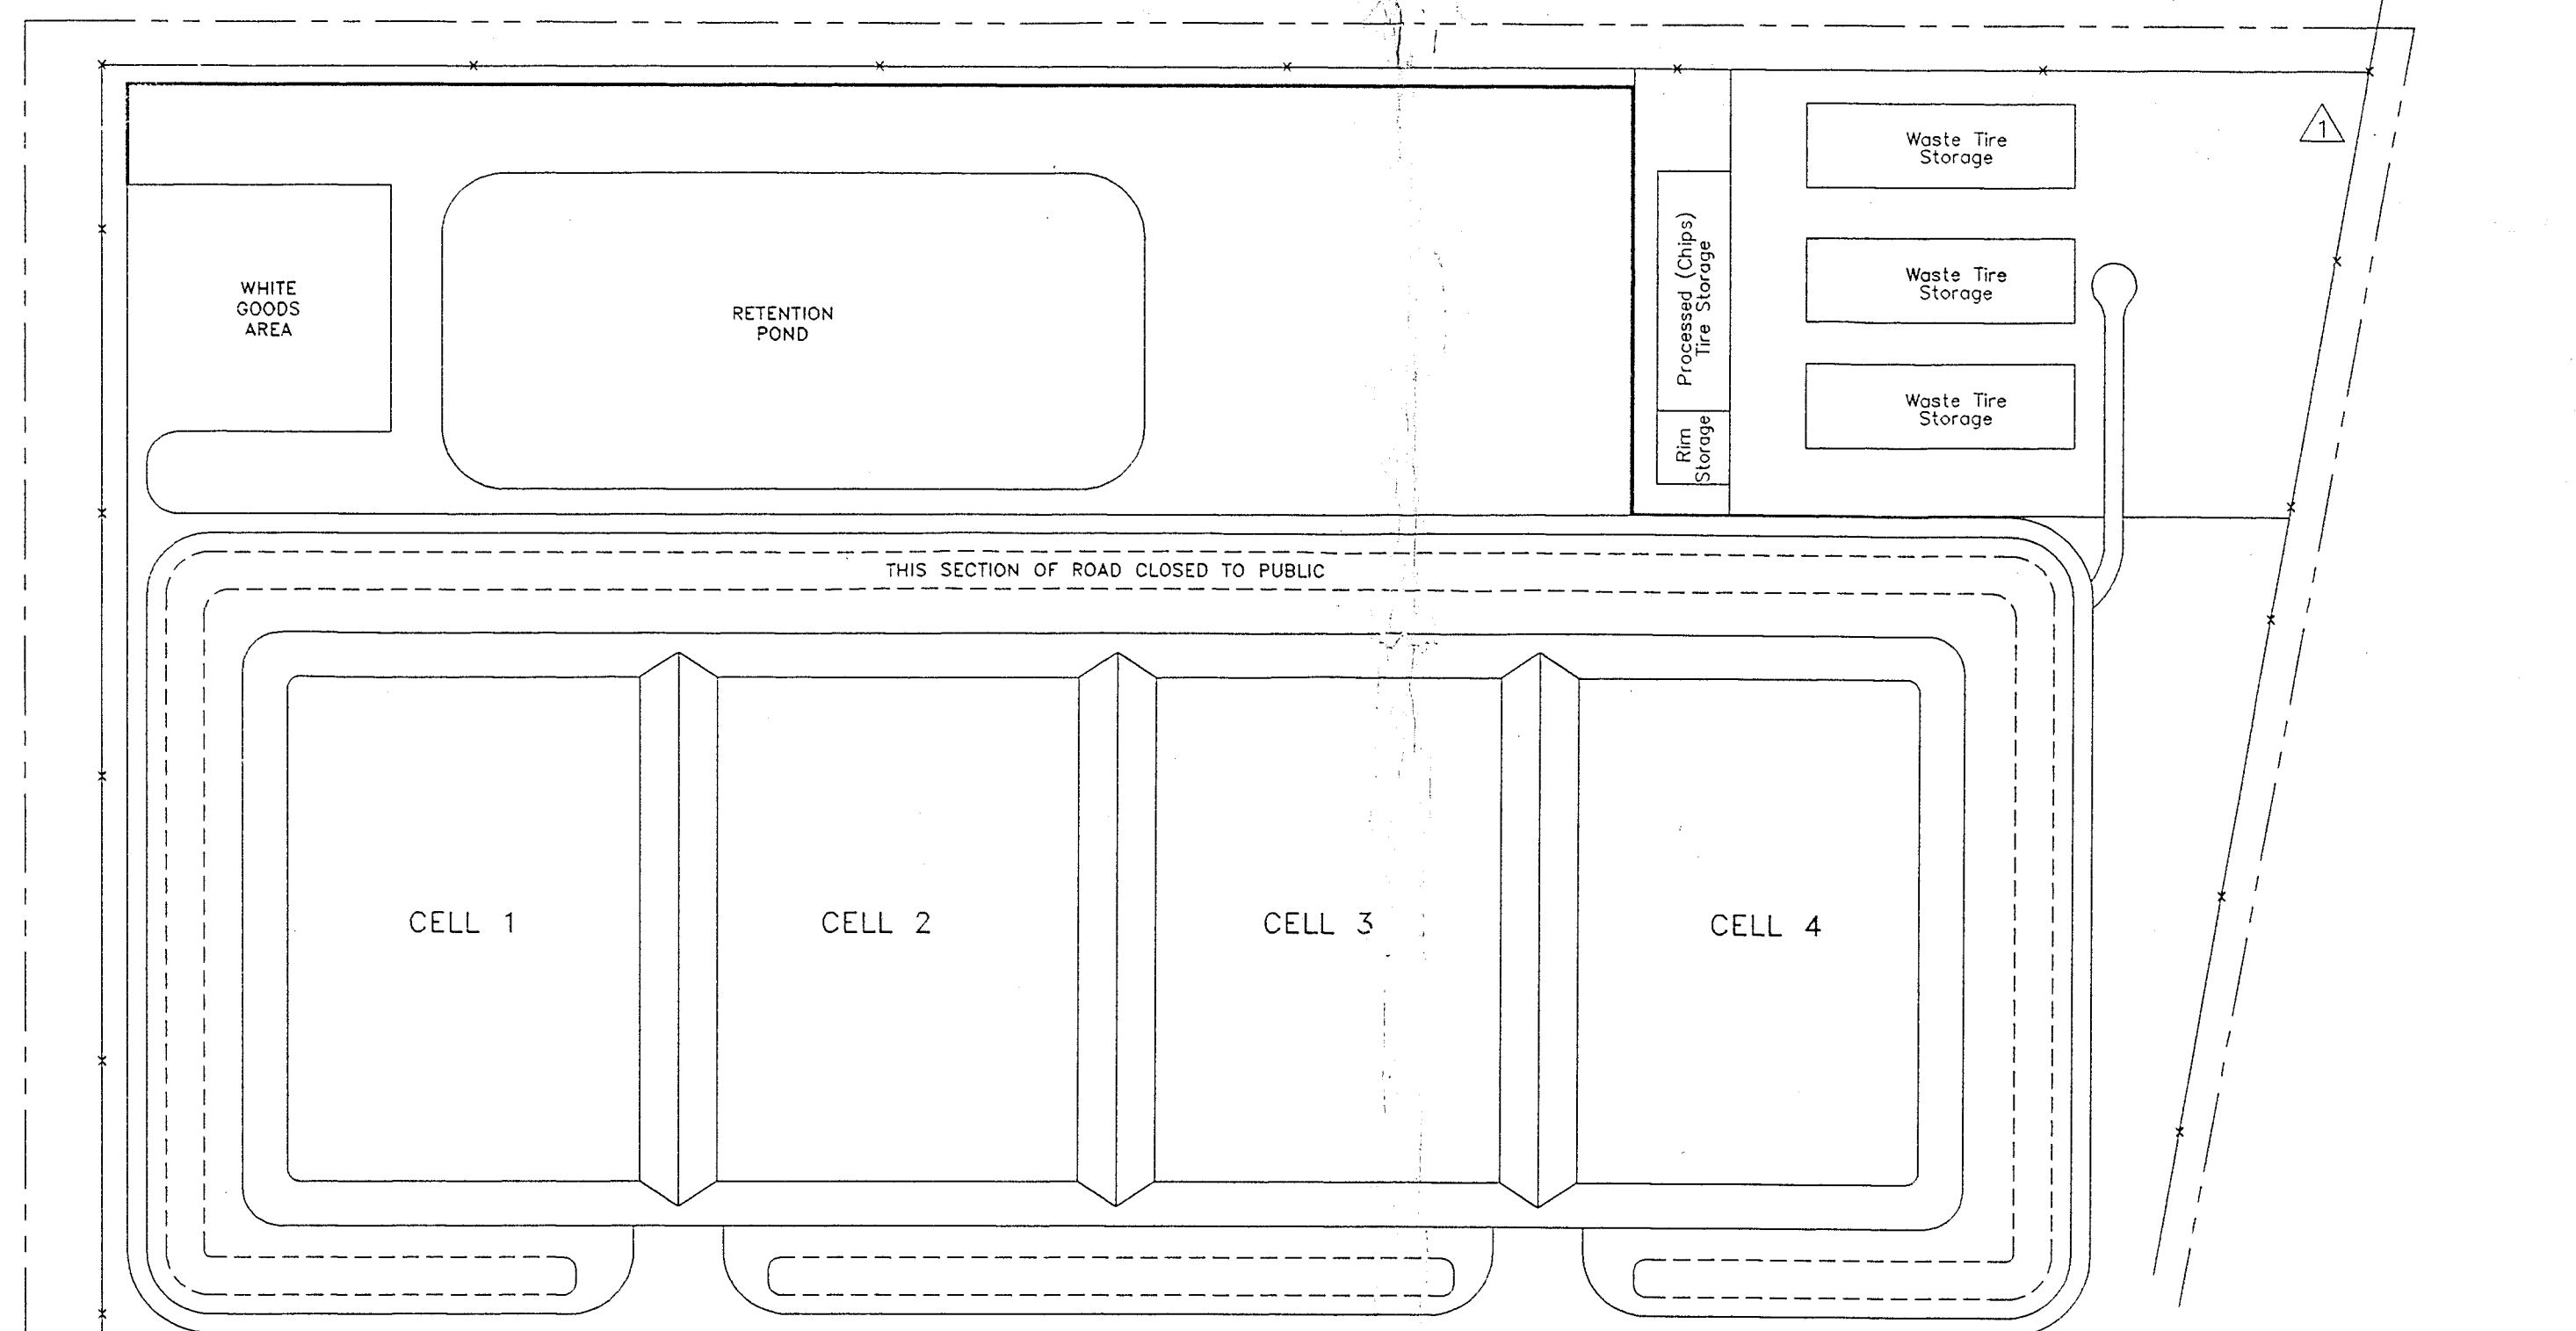 1
Waste Tire
Storage
WHITE
GOODS
AREA
RETENTION
POND
Processed (Chips)
Tire Storage
Waste Tire
Storage
Rim
Storage
Waste Tire
Storage
THIS SECTION OF ROAD CLOSED TO PUBLIC
CELL 1
CELL 2
CELL 3
CELL 4